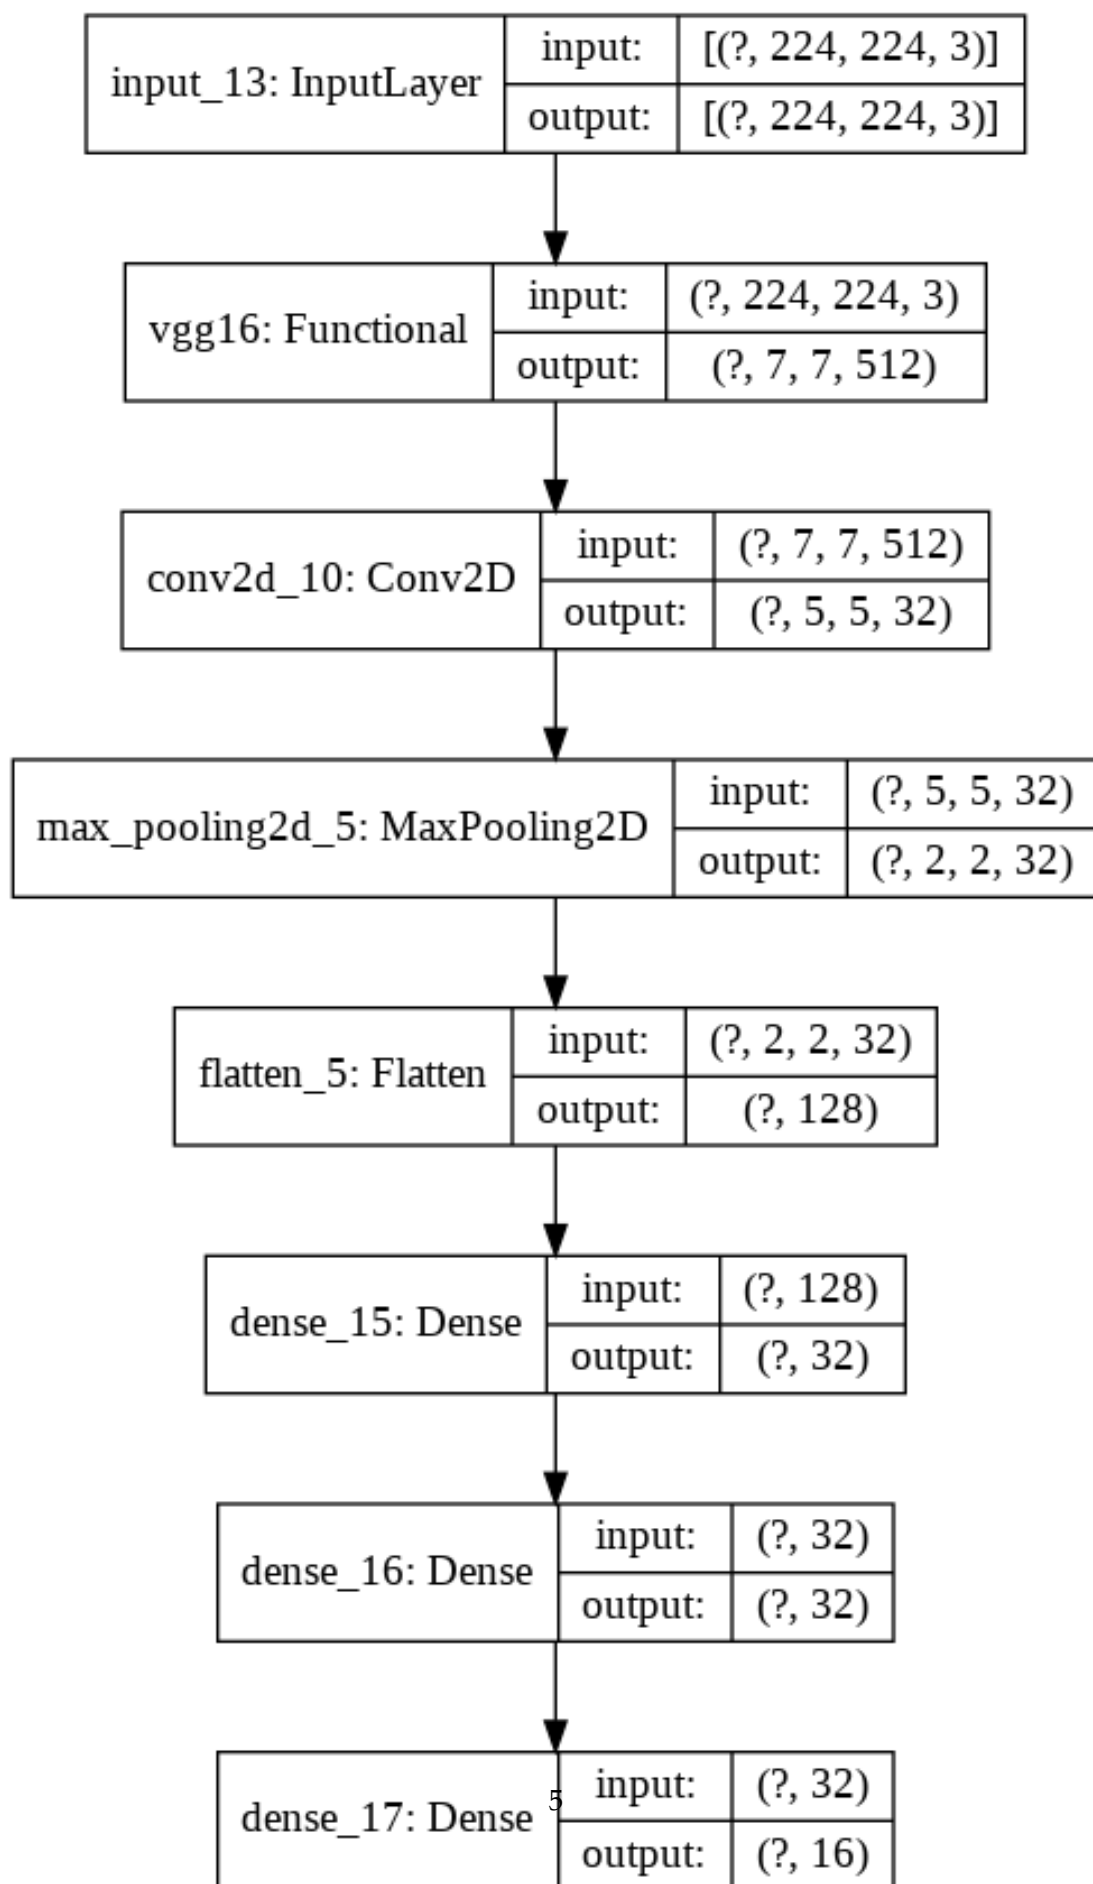 input_13: InputLayer
input: [(?, 224, 224, 3)]
output: [(?, 224, 224, 3)]
vgg16: Functional
input: (?, 224, 224, 3)
output: (?, 7, 7, 512)
conv2d_10: Conv2D
input: (?, 7, 7, 512)
output: (?, 5, 5, 32)
max_pooling2d_5: MaxPooling2D
input: (?, 5, 5, 32)
output: (?, 2, 2, 32)
flatten_5: Flatten
input: (?, 2, 2, 32)
output: (?, 128)
dense_15: Dense
input: (?, 128)
output: (?, 32)
dense_16: Dense
input: (?, 32)
output: (?, 32)
dense_17: Dense
input: (?, 32)
output: (?, 16)
5